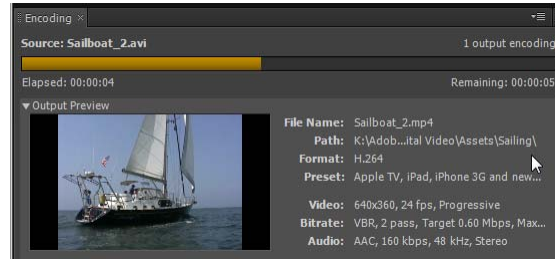 Encoding ×
Source: Sailboat_2.avi 1 output encoding
Elapsed: 00:00:04 Remaining: 00:00:05
Output Preview
File Name: Sailboat_2.mp4
Path: K:\Adob...ital Video\Assets\Sailing\
Format: H.264
Preset: Apple TV, iPad, iPhone 3G and new...
Video: 640x360, 24 fps, Progressive
Bitrate: VBR, 2 pass, Target 0.60 Mbps, Max...
Audio: AAC, 160 kbps, 48 kHz, Stereo